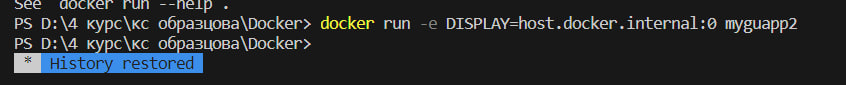 See 'docker run --help'.
PS D:\4 курс\кс образцова\Docker> docker run -e DISPLAY=host.docker.internal:0 myguapp2
PS D:\4 курс\кс образцова\Docker>
* History restored